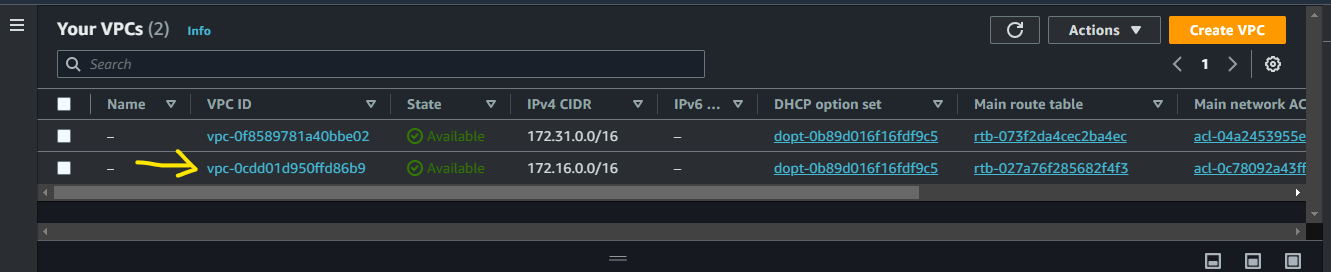 Your VPCs (2) Info Actions Create VPC
Search 1
Name VPC ID State IPv4 CIDR IPv6 ... DHCP option set Main route table Main network AC
– vpc-0f8589781a40bbe02 Available 172.31.0.0/16 – dopt-0b89d016f16fdf9c5 rtb-073f2da4cec2ba4ec acl-04a2453955e
– vpc-0cdd01d950ffd86b9 Available 172.16.0.0/16 – dopt-0b89d016f16fdf9c5 rtb-027a76f285682f4f3 acl-0c78092a43ff